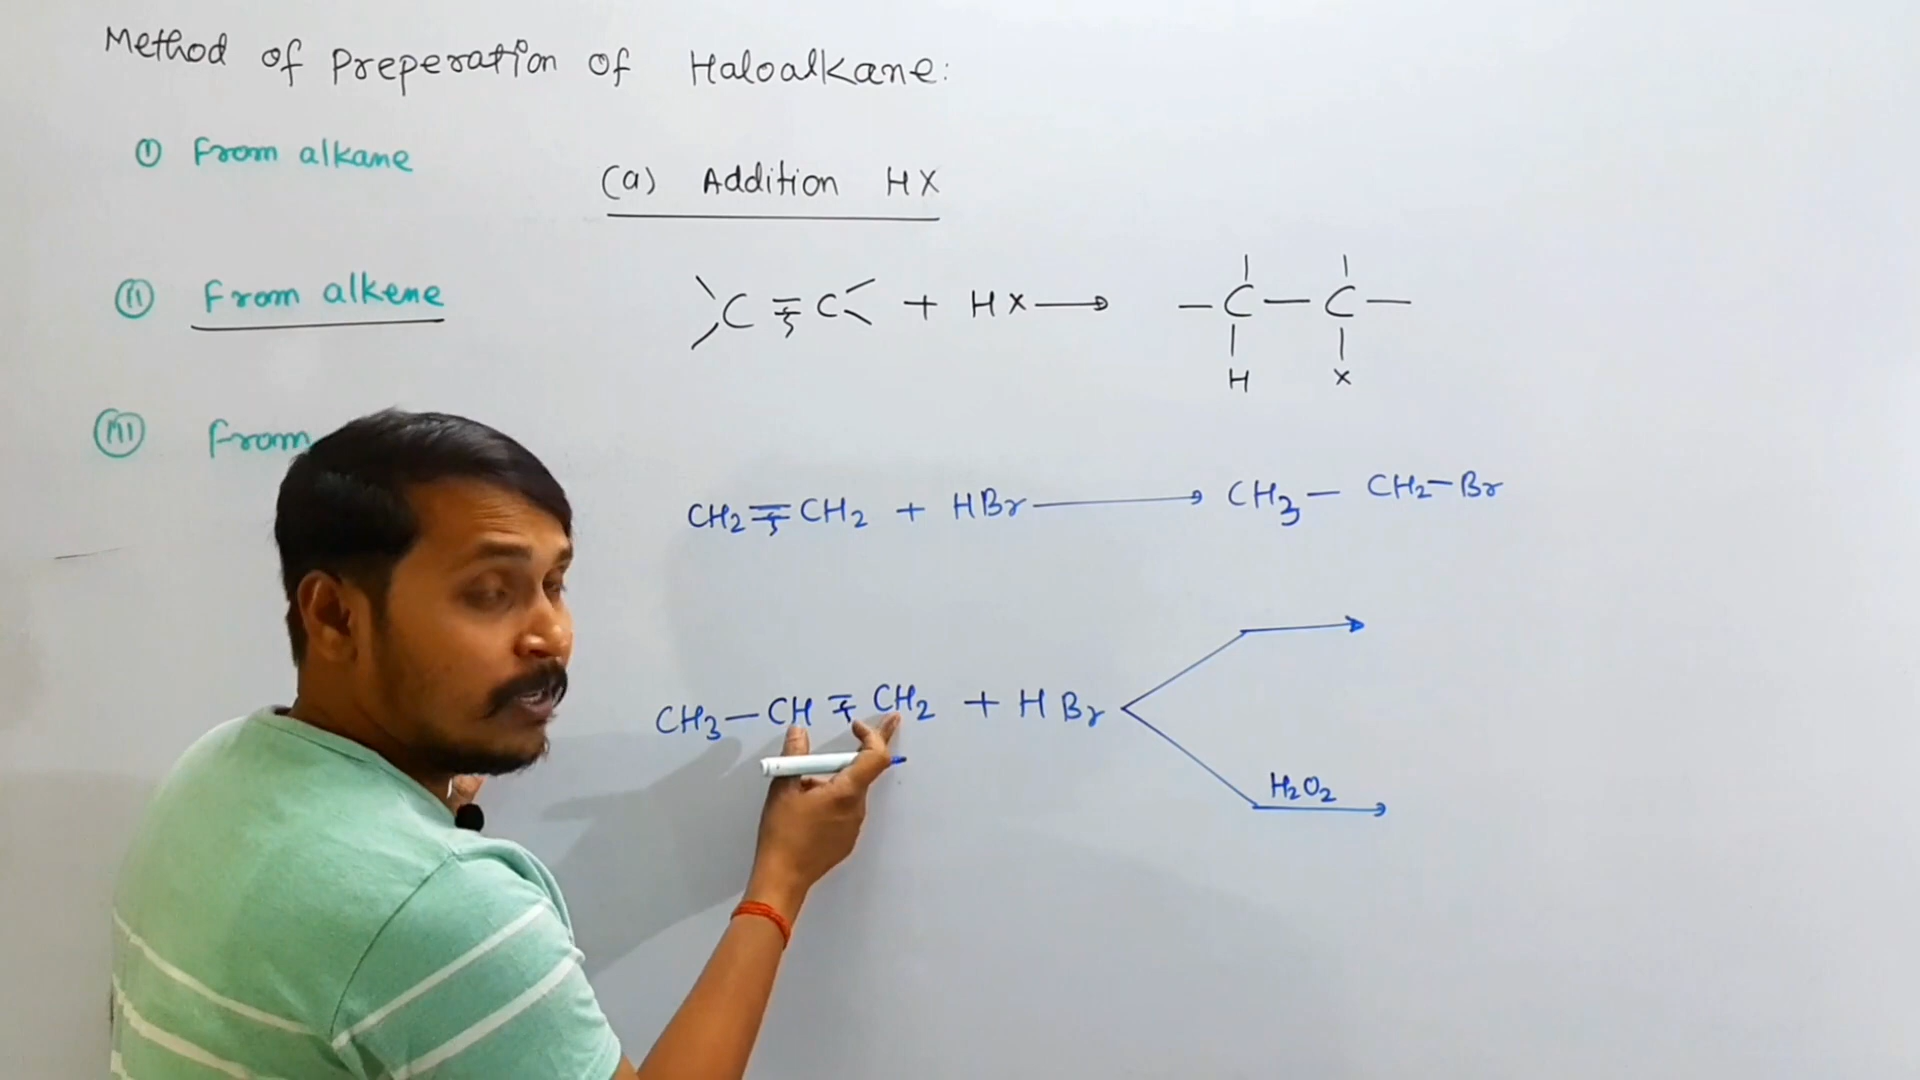 Method of Preperation of Haloalkane:
① From alkane
(a) Addition HX
Ⓘⓘ From alkene
C = C + HX → — C — C —
H X
Ⓘⓘⓘ From
CH2 = CH2 + HBr → CH3 — CH2 — Br
CH3 — CH = CH2 + HBr
H2O2